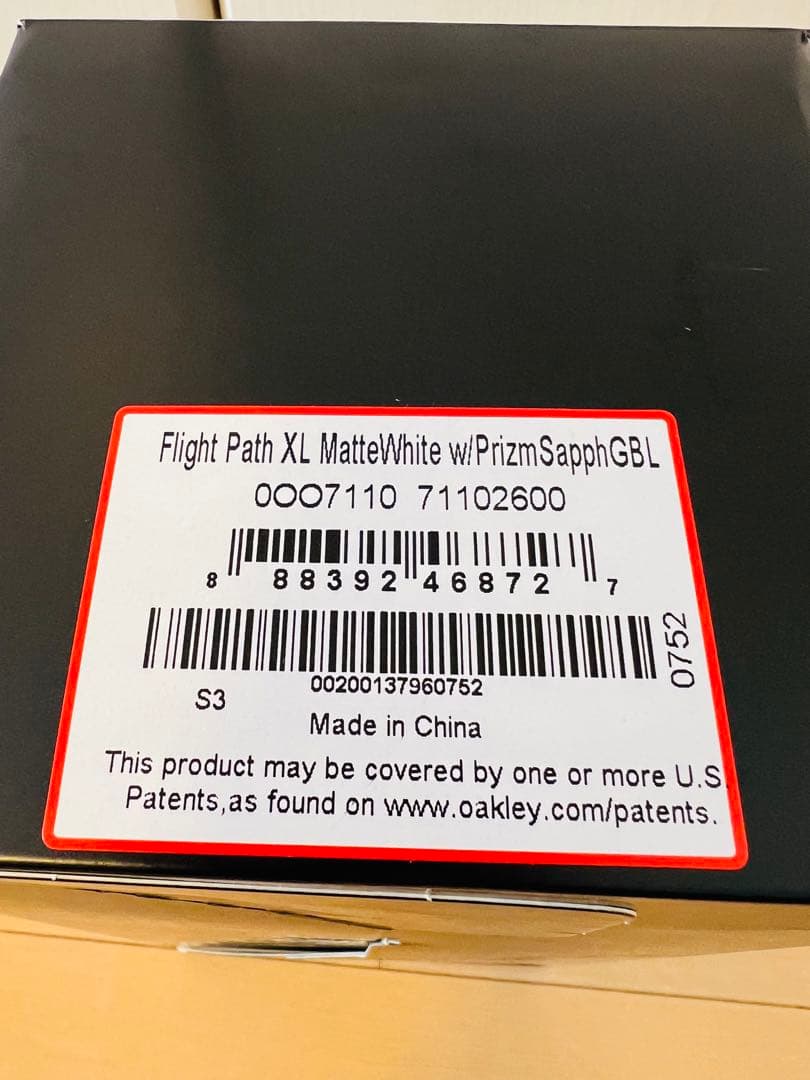 Flight Path XL MatteWhite w/PrizmSapphGBL
0OO7110 71102600
8 88392 46872 7
0752
00200137960752
S3
Made in China
This product may be covered by one or more U.S
Patents,as found on www.oakley.com/patents.